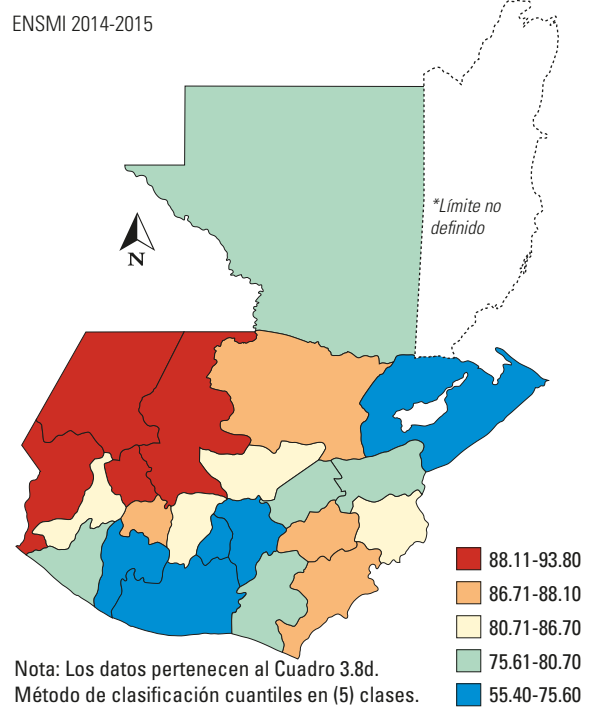 ENSMI 2014-2015
*Límite no
definido
N
88.11-93.80
86.71-88.10
80.71-86.70
75.61-80.70
55.40-75.60
Nota: Los datos pertenecen al Cuadro 3.8d.
Método de clasificación cuantiles en (5) clases.